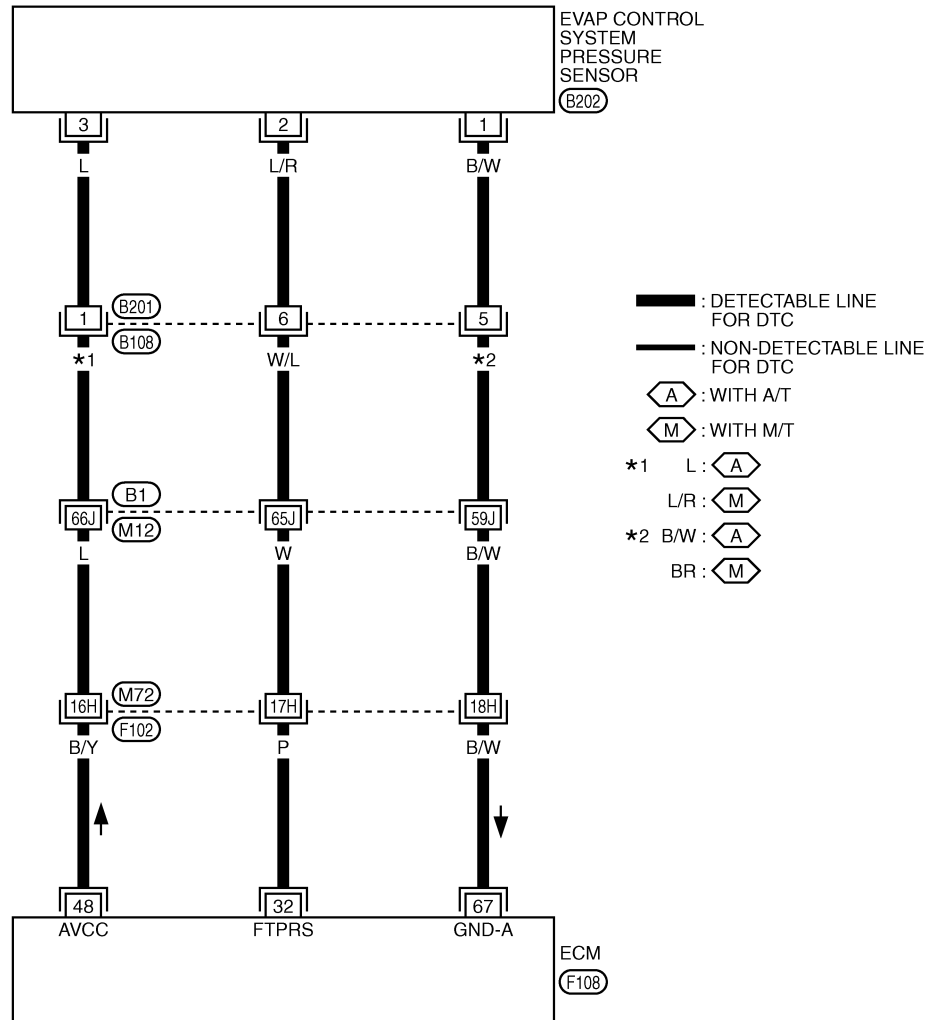 EVAP CONTROL
SYSTEM
PRESSURE
SENSOR
B202
3 2 1
L L/R B/W
1 B201 6 5
B108
*1 W/L *2
: DETECTABLE LINE
FOR DTC
: NON-DETECTABLE LINE
FOR DTC
A : WITH A/T
M : WITH M/T
*1 L : A
L/R : M
*2 B/W : A
BR : M
66J B1 65J 59J
M12
L W B/W
16H M72 17H 18H
F102
B/Y P B/W
48 32 67
AVCC FTPRS GND-A
ECM
F108